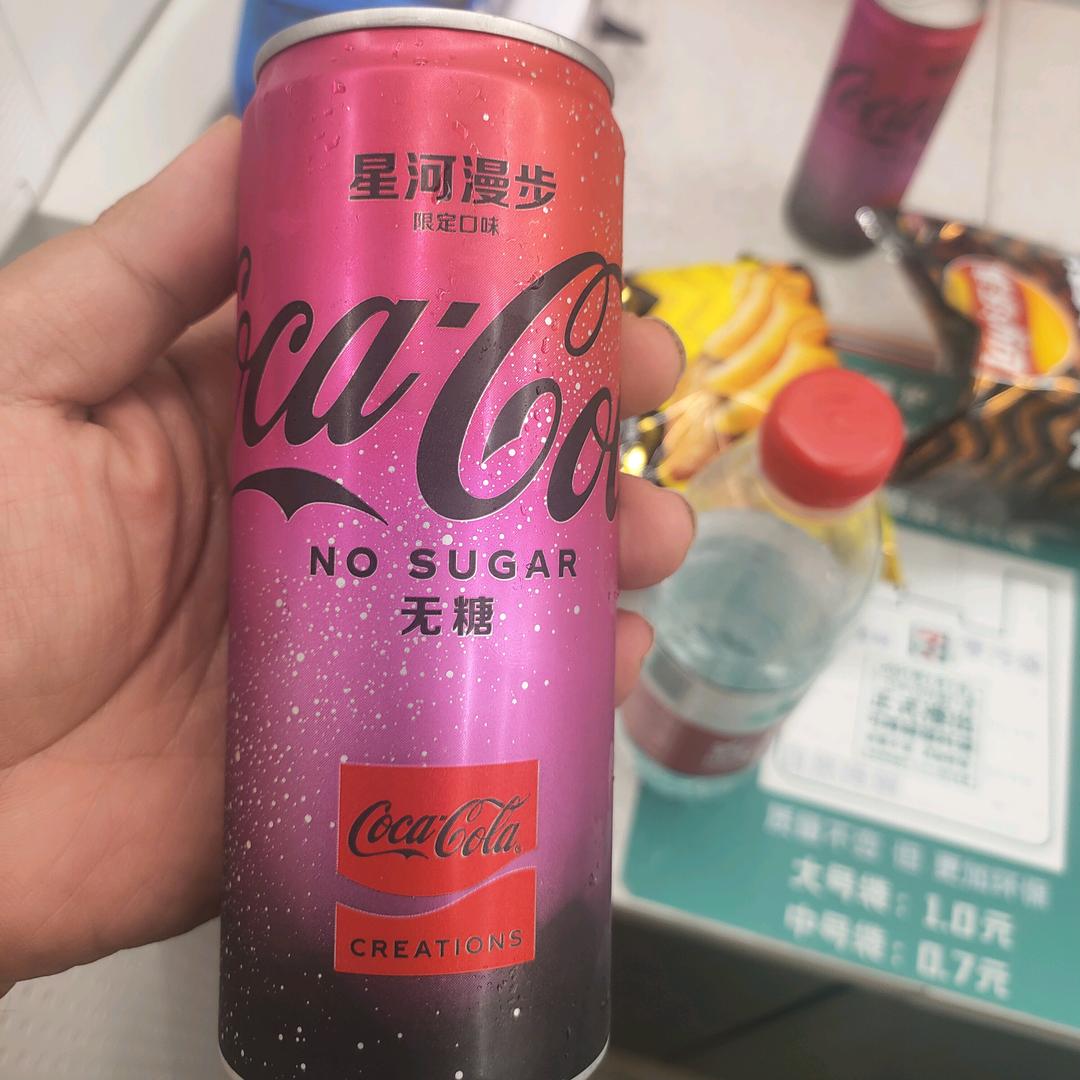 星河漫步
限定口味
Coca-Cola
NO SUGAR
无糖
Coca-Cola
CREATIONS
大号袋：1.0元
中号袋：0.7元